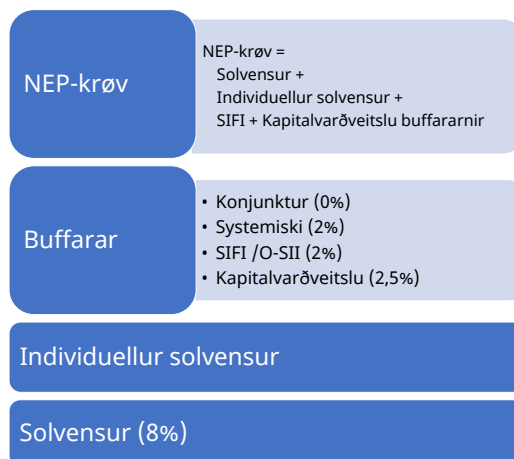 NEP-krøv
NEP-krøv =
Solvensur +
Individuellur solvensur +
SIFI + Kapitalvarðveitslu buffararnir
Buffarar
• Konjunktur (0%)
• Systemiski (2%)
• SIFI /O-SII (2%)
• Kapitalvarðveitslu (2,5%)
Individuellur solvensur
Solvensur (8%)